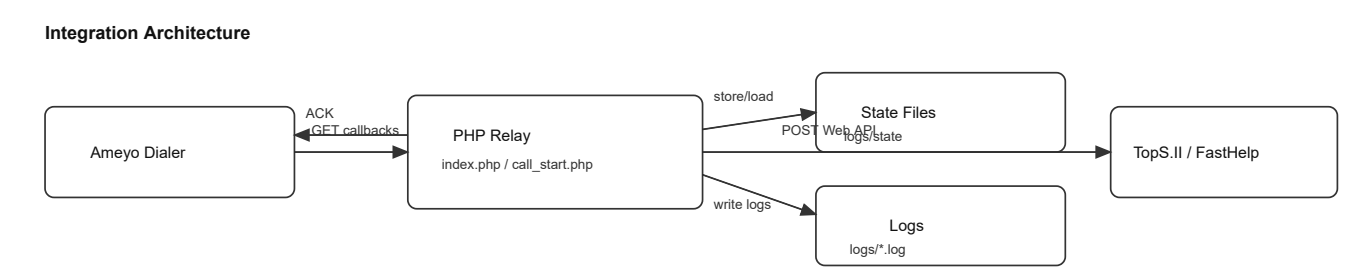 Integration Architecture
Ameyo Dialer
ACK
GET callbacks
PHP Relay
index.php / call_start.php
store/load
State Files
logs/state
POST Web API
TopS.II / FastHelp
write logs
Logs
logs/*.log